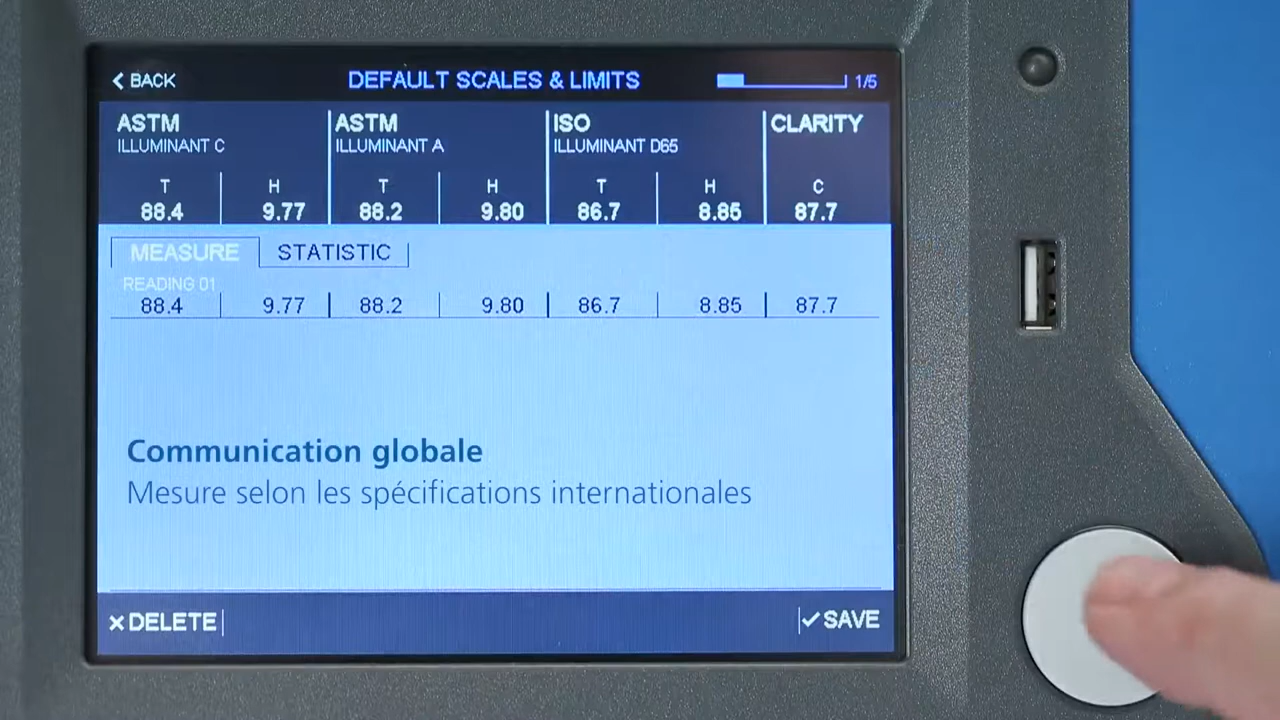 BACK
DEFAULT SCALES & LIMITS
1/5
ASTM ASTM ISO CLARITY
ILLUMINANT C ILLUMINANT A ILLUMINANT D65
T H T H T H C
88.4 9.77 88.2 9.80 86.7 8.85 87.7
MEASURE STATISTIC
READING 01
88.4 9.77 88.2 9.80 86.7 8.85 87.7
Communication globale
Mesure selon les spécifications internationales
DELETE
SAVE